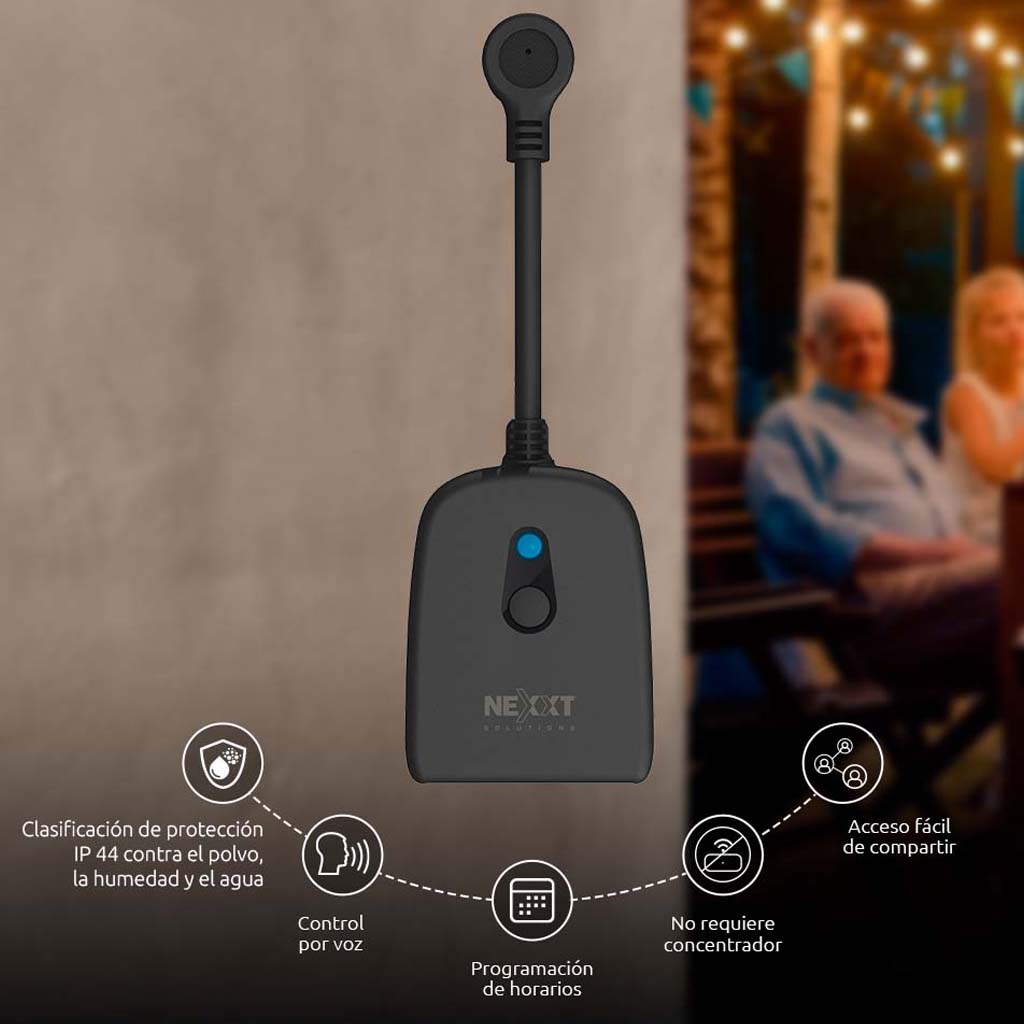 NEXXT
SOLUTIONS
Clasificación de protección
IP 44 contra el polvo,
la humedad y el agua
Control
por voz
Programación
de horarios
No requiere
concentrador
Acceso fácil
de compartir